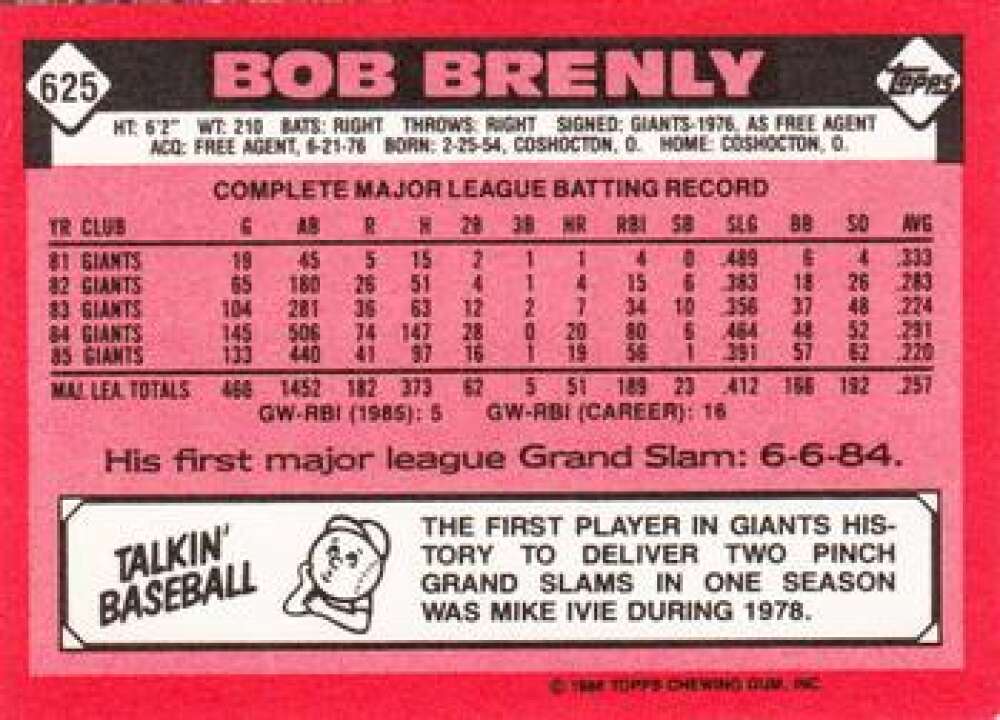 625
BOB BRENLY
TOPPS
HT: 6'2" WT: 210 BATS: RIGHT THROWS: RIGHT SIGNED: GIANTS-1976, AS FREE AGENT
ACQ: FREE AGENT, 6-21-76 BORN: 2-25-54, COSHOCTON, O. HOME: COSHOCTON, O.
COMPLETE MAJOR LEAGUE BATTING RECORD
YR CLUB G AB R H 2B 3B HR RBI SB SLG BB SO AVG
81 GIANTS 19 45 5 15 2 1 1 4 0 .489 6 4 .333
82 GIANTS 65 180 26 51 4 1 4 15 6 .383 18 26 .283
83 GIANTS 104 281 36 63 12 2 7 34 10 .356 37 48 .224
84 GIANTS 145 506 74 147 28 0 20 80 6 .464 48 52 .291
85 GIANTS 133 440 41 97 16 1 19 56 1 .391 57 62 .220
MAJ. LEA. TOTALS 466 1452 182 373 62 5 51 189 23 .412 166 192 .257
GW-RBI (1985): 5 GW-RBI (CAREER): 16
His first major league Grand Slam: 6-6-84.
TALKIN'
BASEBALL
THE FIRST PLAYER IN GIANTS HIS-
TORY TO DELIVER TWO PINCH
GRAND SLAMS IN ONE SEASON
WAS MIKE IVIE DURING 1978.
© 1986 TOPPS CHEWING GUM, INC.